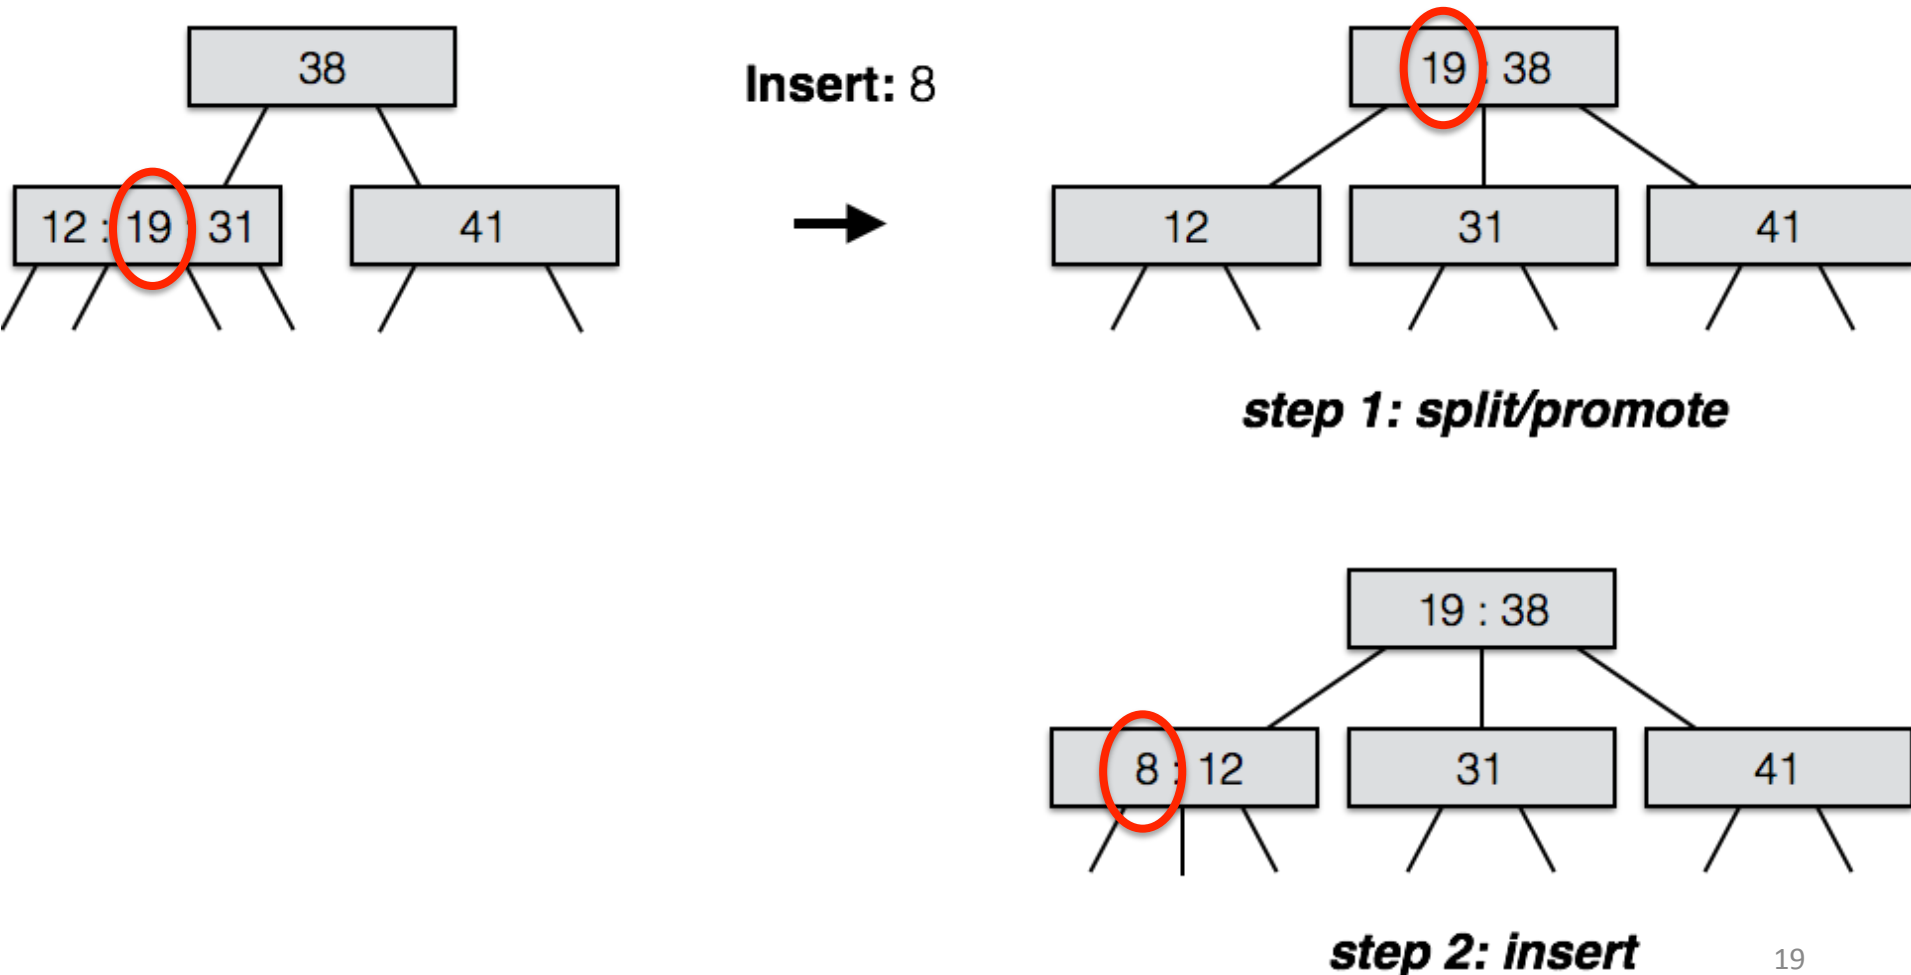 38
12 : 19 : 31
41
Insert: 8
19 : 38
12
31
41
step 1: split/promote
19 : 38
8 : 12
31
41
step 2: insert
19